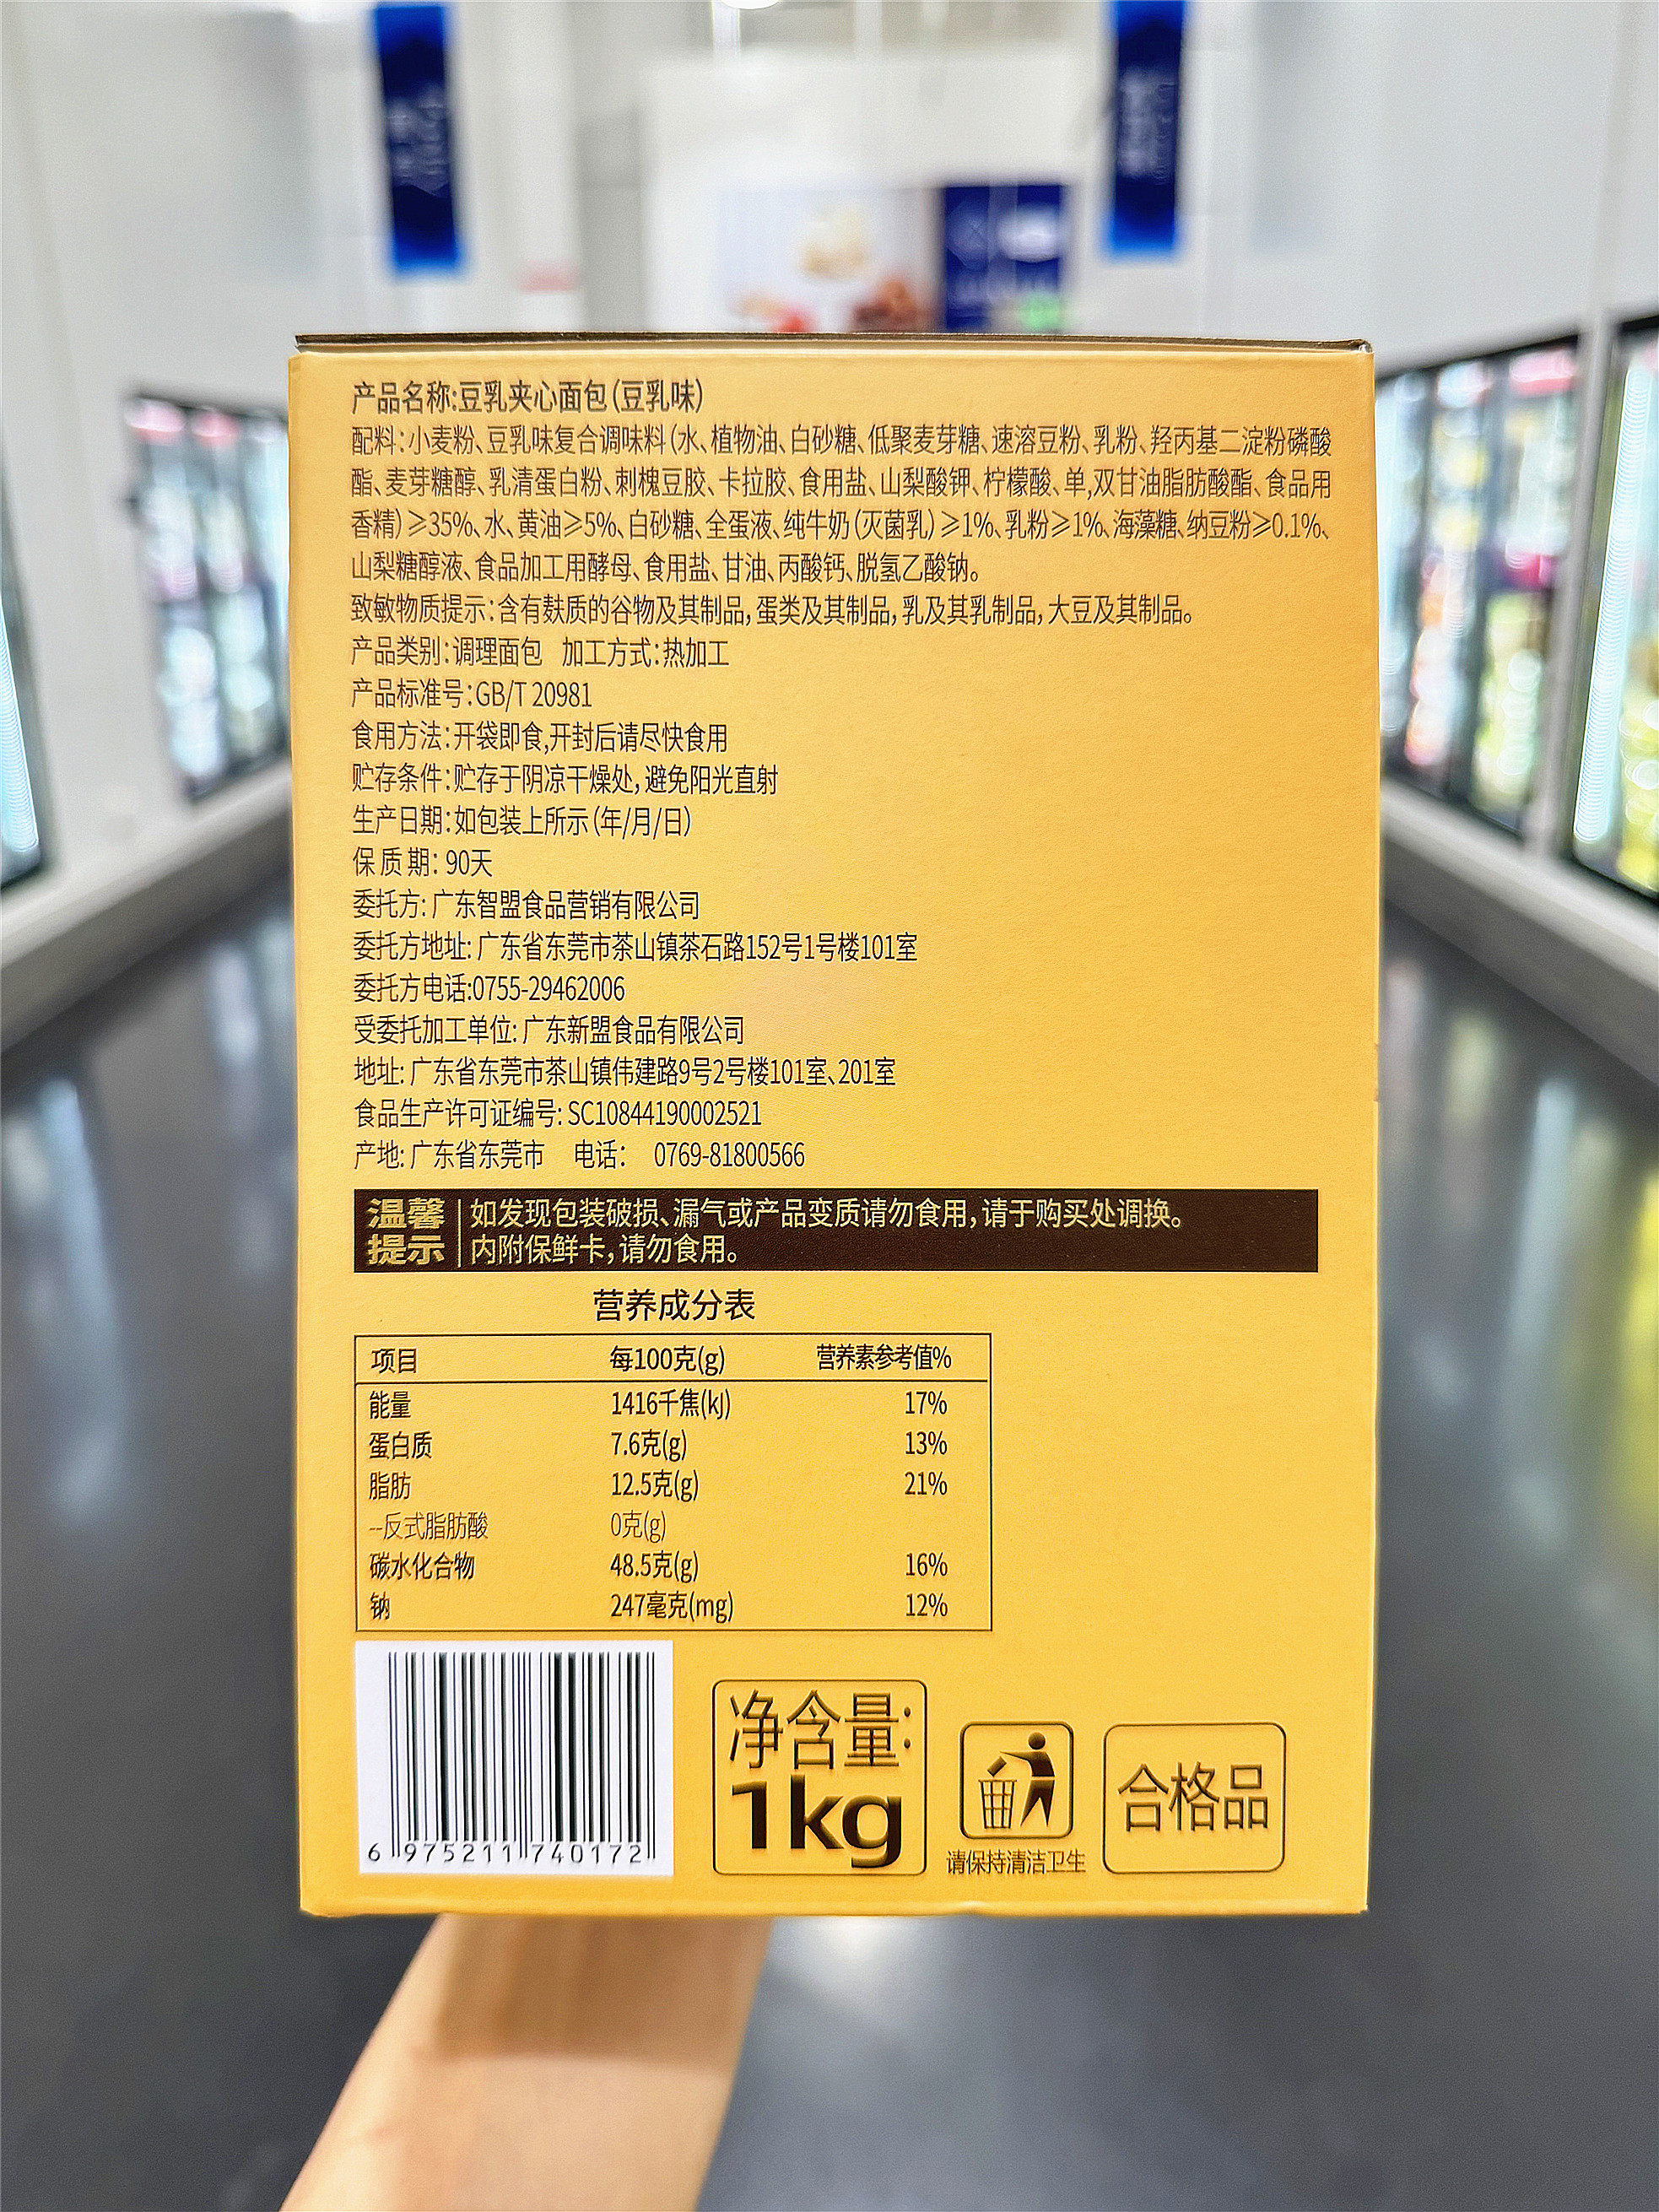 产品名称:豆乳夹心面包(豆乳味)
配料:小麦粉、豆乳味复合调味料(水、植物油、白砂糖、低聚麦芽糖、速溶豆粉、乳粉、羟丙基二淀粉磷酸
酯、麦芽糖醇、乳清蛋白粉、刺槐豆胶、卡拉胶、食用盐、山梨酸钾、柠檬酸、单,双甘油脂肪酸酯、食品用
香精)≥35%、水、黄油≥5%、白砂糖、全蛋液、纯牛奶(灭菌乳)≥1%、乳粉≥1%、海藻糖、纳豆粉≥0.1%、
山梨糖醇液、食品加工用酵母、食用盐、甘油、丙酸钙、脱氢乙酸钠。
致敏物质提示:含有麸质的谷物及其制品,蛋类及其制品,乳及其乳制品,大豆及其制品。
产品类别:调理面包 加工方式:热加工
产品标准号:GB/T 20981
食用方法:开袋即食,开封后请尽快食用
贮存条件:贮存于阴凉干燥处,避免阳光直射
生产日期:如包装上所示(年/月/日)
保质期: 90天
委托方: 广东智盟食品营销有限公司
委托方地址: 广东省东莞市茶山镇茶石路152号1号楼101室
委托方电话:0755-29462006
受委托加工单位: 广东新盟食品有限公司
地址: 广东省东莞市茶山镇伟建路9号2号楼101室、201室
食品生产许可证编号: SC10844190002521
产地: 广东省东莞市 电话: 0769-81800566
温馨提示
如发现包装破损、漏气或产品变质请勿食用,请于购买处调换。
内附保鲜卡,请勿食用。
营养成分表
项目 每100克(g) 营养素参考值%
能量 1416千焦(kJ) 17%
蛋白质 7.6克(g) 13%
脂肪 12.5克(g) 21%
--反式脂肪酸 0克(g)
碳水化合物 48.5克(g) 16%
钠 247毫克(mg) 12%
6 975211 740172
净含量:
1kg
请保持清洁卫生
合格品